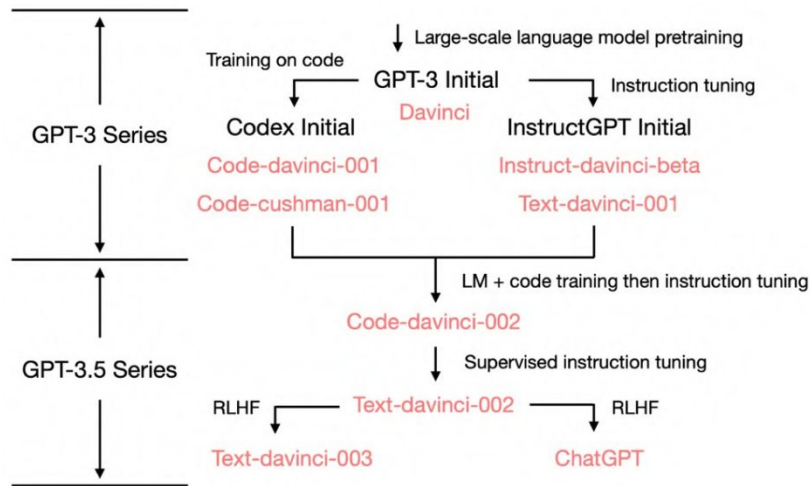 Large-scale language model pretraining
Training on code
GPT-3 Initial
Instruction tuning
Davinci
Codex Initial
InstructGPT Initial
GPT-3 Series
Code-davinci-001
Instruct-davinci-beta
Code-cushman-001
Text-davinci-001
LM + code training then instruction tuning
Code-davinci-002
GPT-3.5 Series
Supervised instruction tuning
RLHF
Text-davinci-002
RLHF
Text-davinci-003
ChatGPT